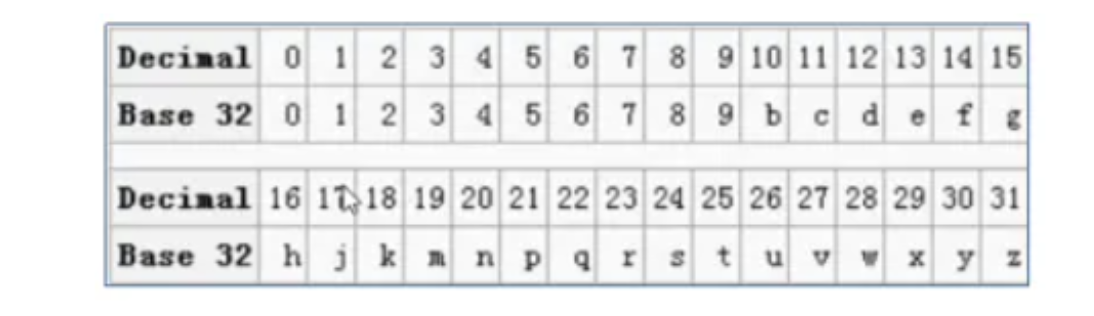 Decimal 0 1 2 3 4 5 6 7 8 9 10 11 12 13 14 15
Base 32 0 1 2 3 4 5 6 7 8 9 b c d e f g
Decimal 16 17 18 19 20 21 22 23 24 25 26 27 28 29 30 31
Base 32 h j k m n p q r s t u v w x y z